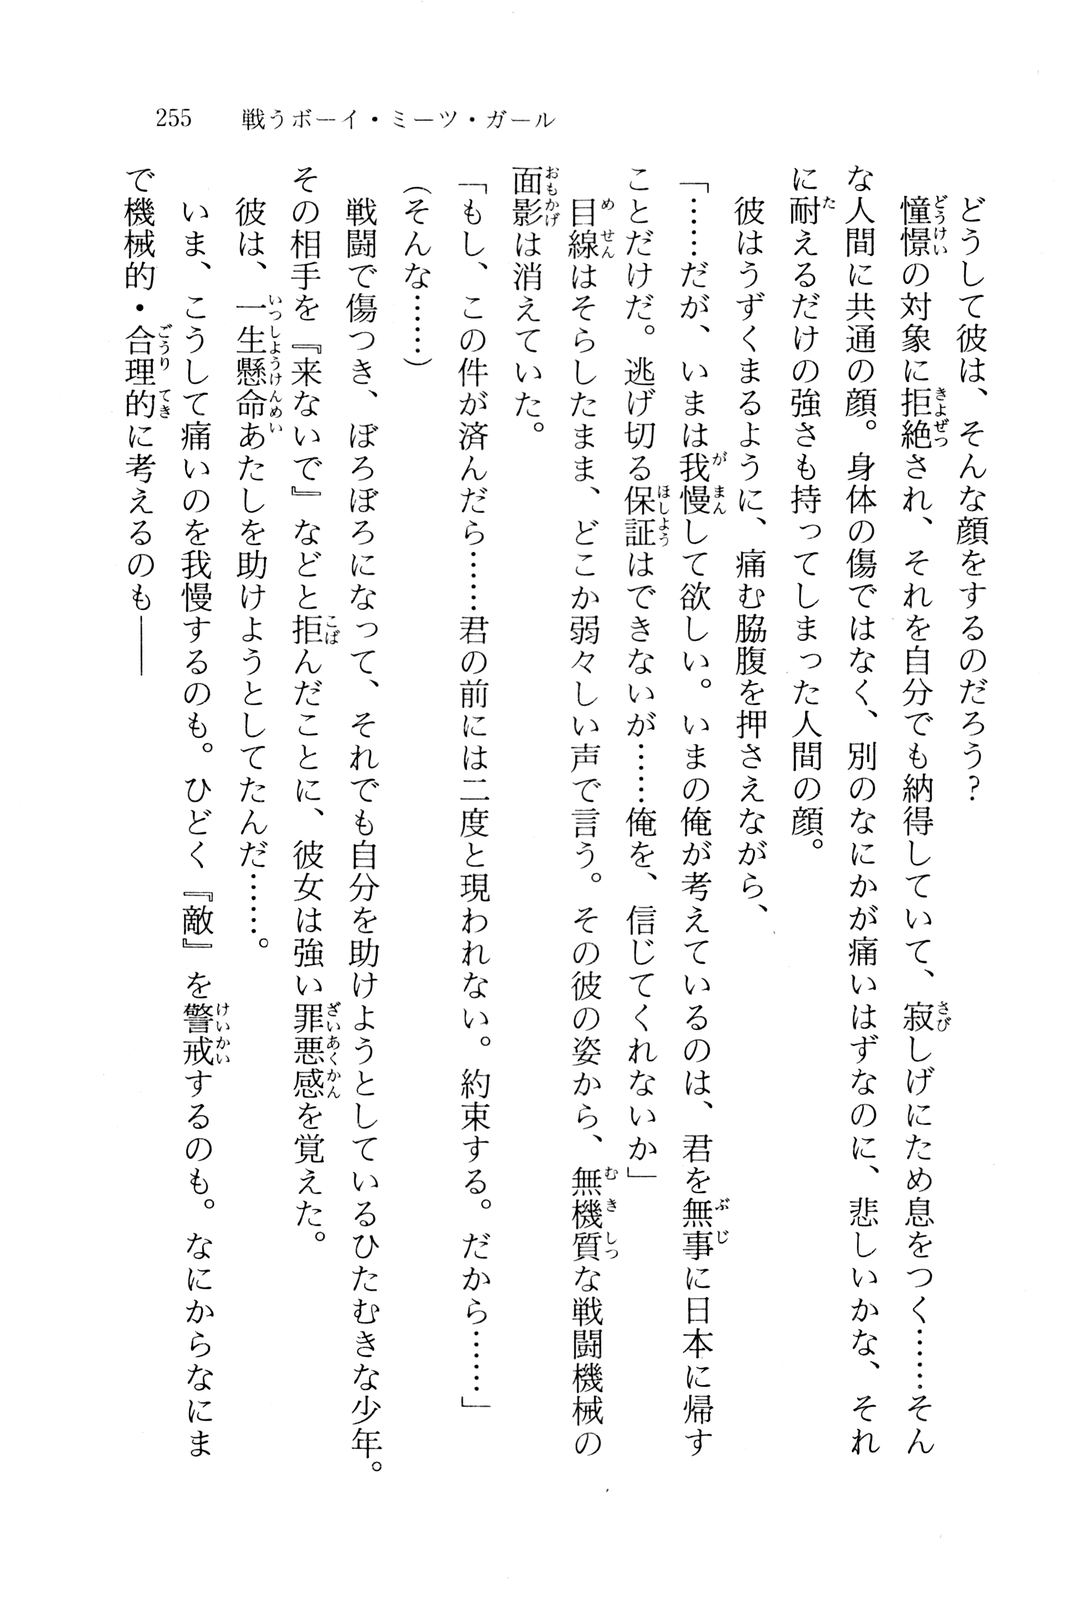 255 戦うボーイ・ミーツ・ガール
どうして彼は、そんな顔をするのだろう?
憧憬の対象に拒絶され、それを自分でも納得していて、寂しげにため息をつく……そん
な人間に共通の顔。身体の傷ではなく、別のなにかが痛いはずなのに、悲しいかな、それ
に耐えるだけの強さも持ってしまった人間の顔。
彼はうずくまるように、痛む脇腹を押さえながら、
「……だが、いまは我慢して欲しい。いまの俺が考えているのは、君を無事に日本に帰す
ことだけだ。逃げ切る保証はできないが……俺を、信じてくれないか」
目線はそらしたまま、どこか弱々しい声で言う。その彼の姿から、無機質な戦闘機械の
面影は消えていた。
「もし、この件が済んだら……君の前には二度と現われない。約束する。だから……」
(そんな……)
戦闘で傷つき、ぼろぼろになって、それでも自分を助けようとしているひたむきな少年。
その相手を『来ないで』などと拒んだことに、彼女は強い罪悪感を覚えた。
彼は、一生懸命あたしを助けようとしてたんだ……。
いま、こうして痛いのを我慢するのも。ひどく『敵』を警戒するのも。なにからなにま
で機械的・合理的に考えるのも――